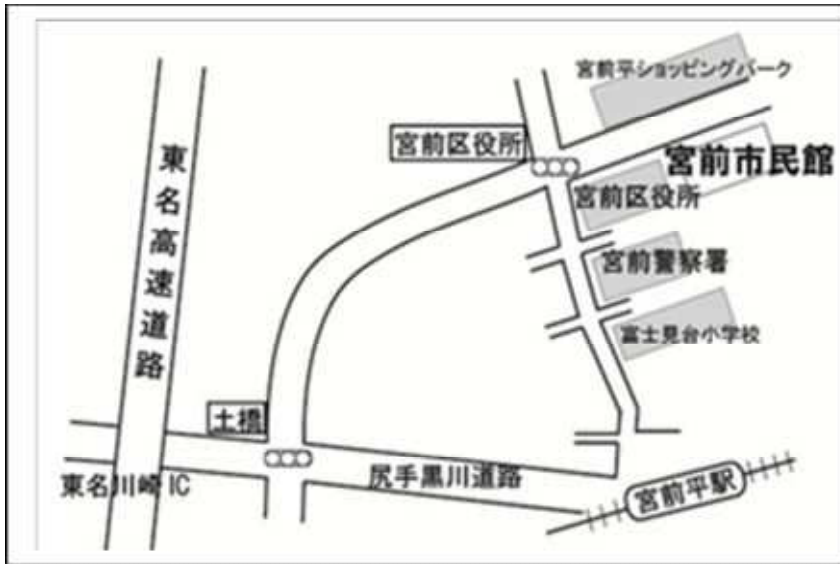 宮前平ショッピングパーク
宮前区役所
宮前市民館
宮前区役所
宮前警察署
富士見台小学校
東名高速道路
土橋
東名川崎IC
尻手黒川道路
宮前平駅